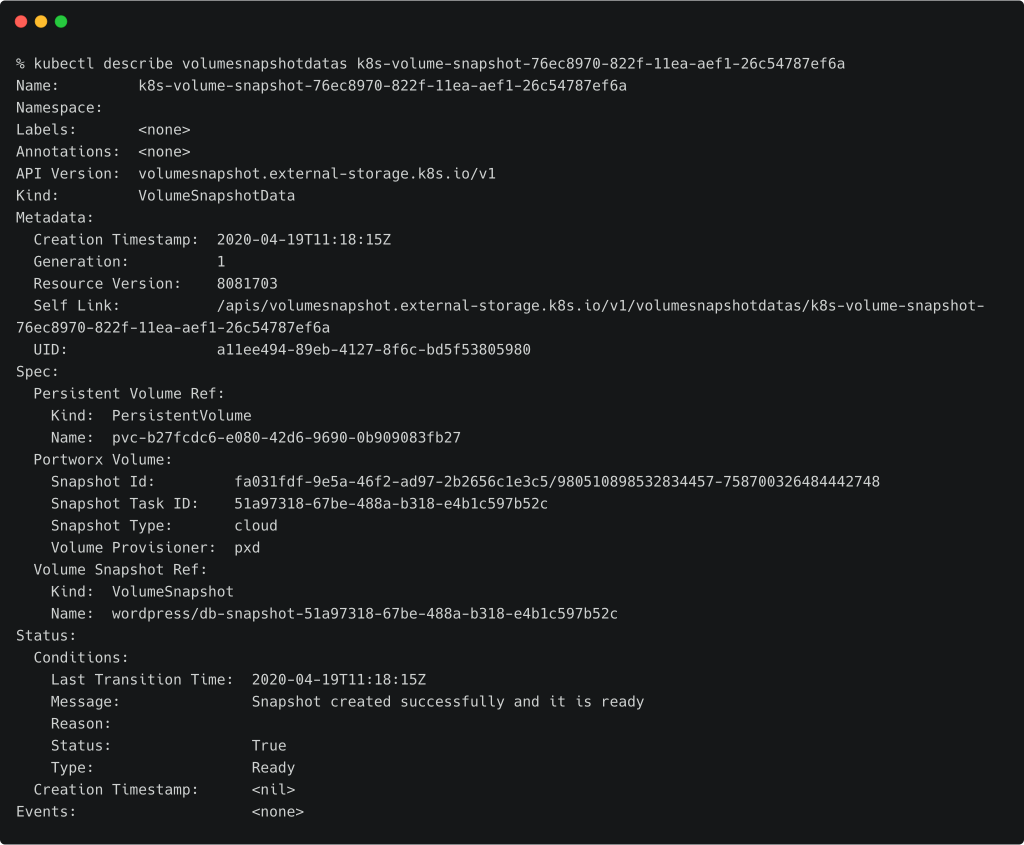 % kubectl describe volumesnapshotdatas k8s-volume-snapshot-76ec8970-822f-11ea-aef1-26c54787ef6a
Name:         k8s-volume-snapshot-76ec8970-822f-11ea-aef1-26c54787ef6a
Namespace:
Labels:       <none>
Annotations:  <none>
API Version:  volumesnapshot.external-storage.k8s.io/v1
Kind:         VolumeSnapshotData
Metadata:
  Creation Timestamp:  2020-04-19T11:18:15Z
  Generation:          1
  Resource Version:    8081703
  Self Link:           /apis/volumesnapshot.external-storage.k8s.io/v1/volumesnapshotdatas/k8s-volume-snapshot-
76ec8970-822f-11ea-aef1-26c54787ef6a
  UID:                 a11ee494-89eb-4127-8f6c-bd5f53805980
Spec:
  Persistent Volume Ref:
    Kind:  PersistentVolume
    Name:  pvc-b27fcdc6-e080-42d6-9690-0b909083fb27
  Portworx Volume:
    Snapshot Id:         fa031fdf-9e5a-46f2-ad97-2b2656c1e3c5/980510898532834457-758700326484442748
    Snapshot Task ID:    51a97318-67be-488a-b318-e4b1c597b52c
    Snapshot Type:       cloud
    Volume Provisioner:  pxd
  Volume Snapshot Ref:
    Kind:  VolumeSnapshot
    Name:  wordpress/db-snapshot-51a97318-67be-488a-b318-e4b1c597b52c
Status:
  Conditions:
    Last Transition Time:  2020-04-19T11:18:15Z
    Message:               Snapshot created successfully and it is ready
    Reason:
    Status:                True
    Type:                  Ready
  Creation Timestamp:      <nil>
Events:                    <none>